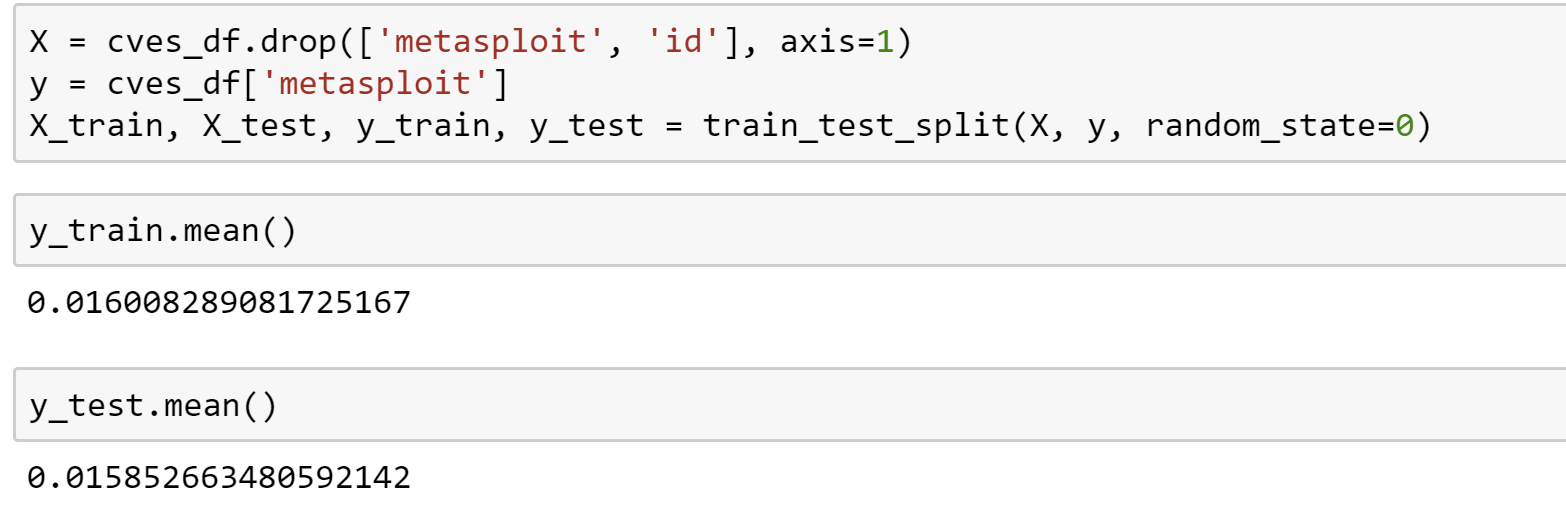 X = cves_df.drop(['metasploit', 'id'], axis=1)
y = cves_df['metasploit']
X_train, X_test, y_train, y_test = train_test_split(X, y, random_state=0)
y_train.mean()
0.016008289081725167
y_test.mean()
0.015852663480592142